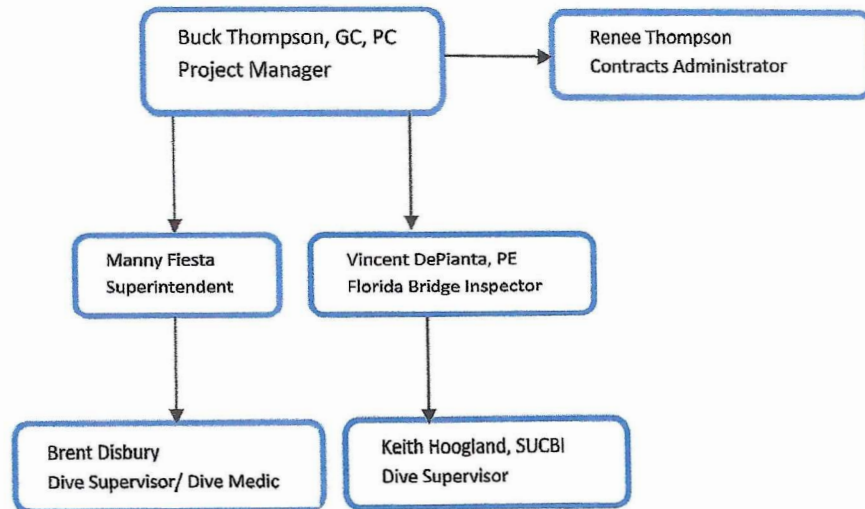 Buck Thompson, GC, PC
Project Manager
Renee Thompson
Contracts Administrator
Manny Fiesta
Superintendent
Vincent DePianta, PE
Florida Bridge Inspector
Brent Disbury
Dive Supervisor/ Dive Medic
Keith Hoogland, SUCBI
Dive Supervisor